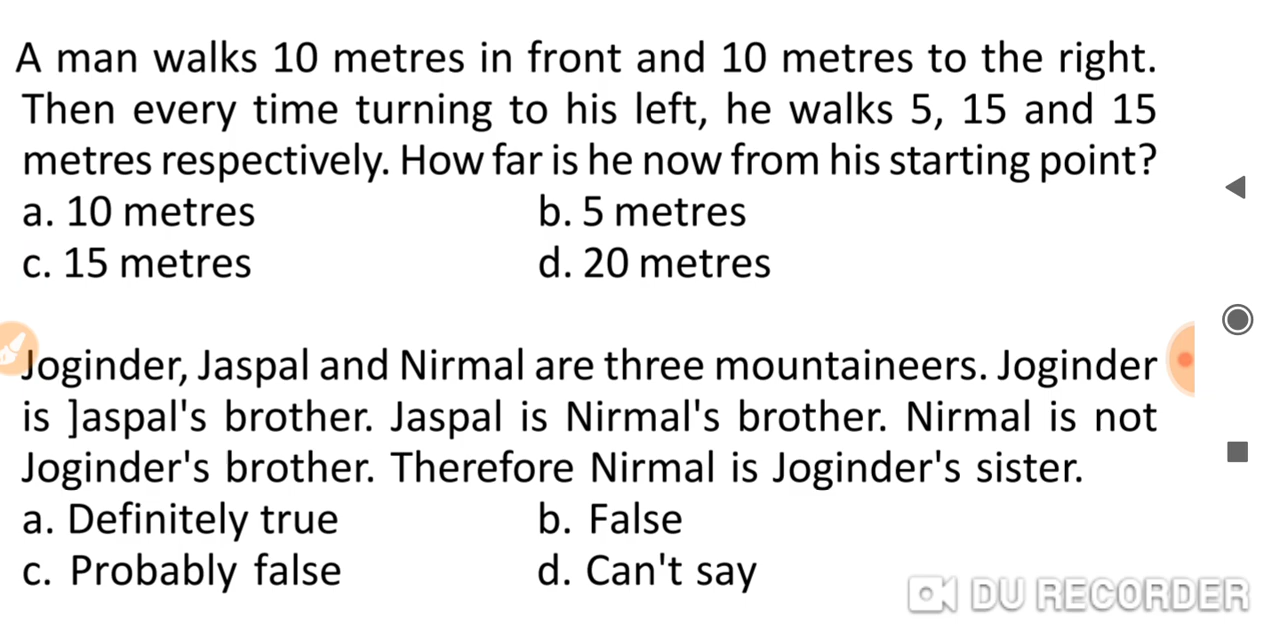 A man walks 10 metres in front and 10 metres to the right.
Then every time turning to his left, he walks 5, 15 and 15
metres respectively. How far is he now from his starting point?
a. 10 metres b. 5 metres
c. 15 metres d. 20 metres
Joginder, Jaspal and Nirmal are three mountaineers. Joginder
is ]aspal's brother. Jaspal is Nirmal's brother. Nirmal is not
Joginder's brother. Therefore Nirmal is Joginder's sister.
a. Definitely true b. False
c. Probably false d. Can't say
DU RECORDER